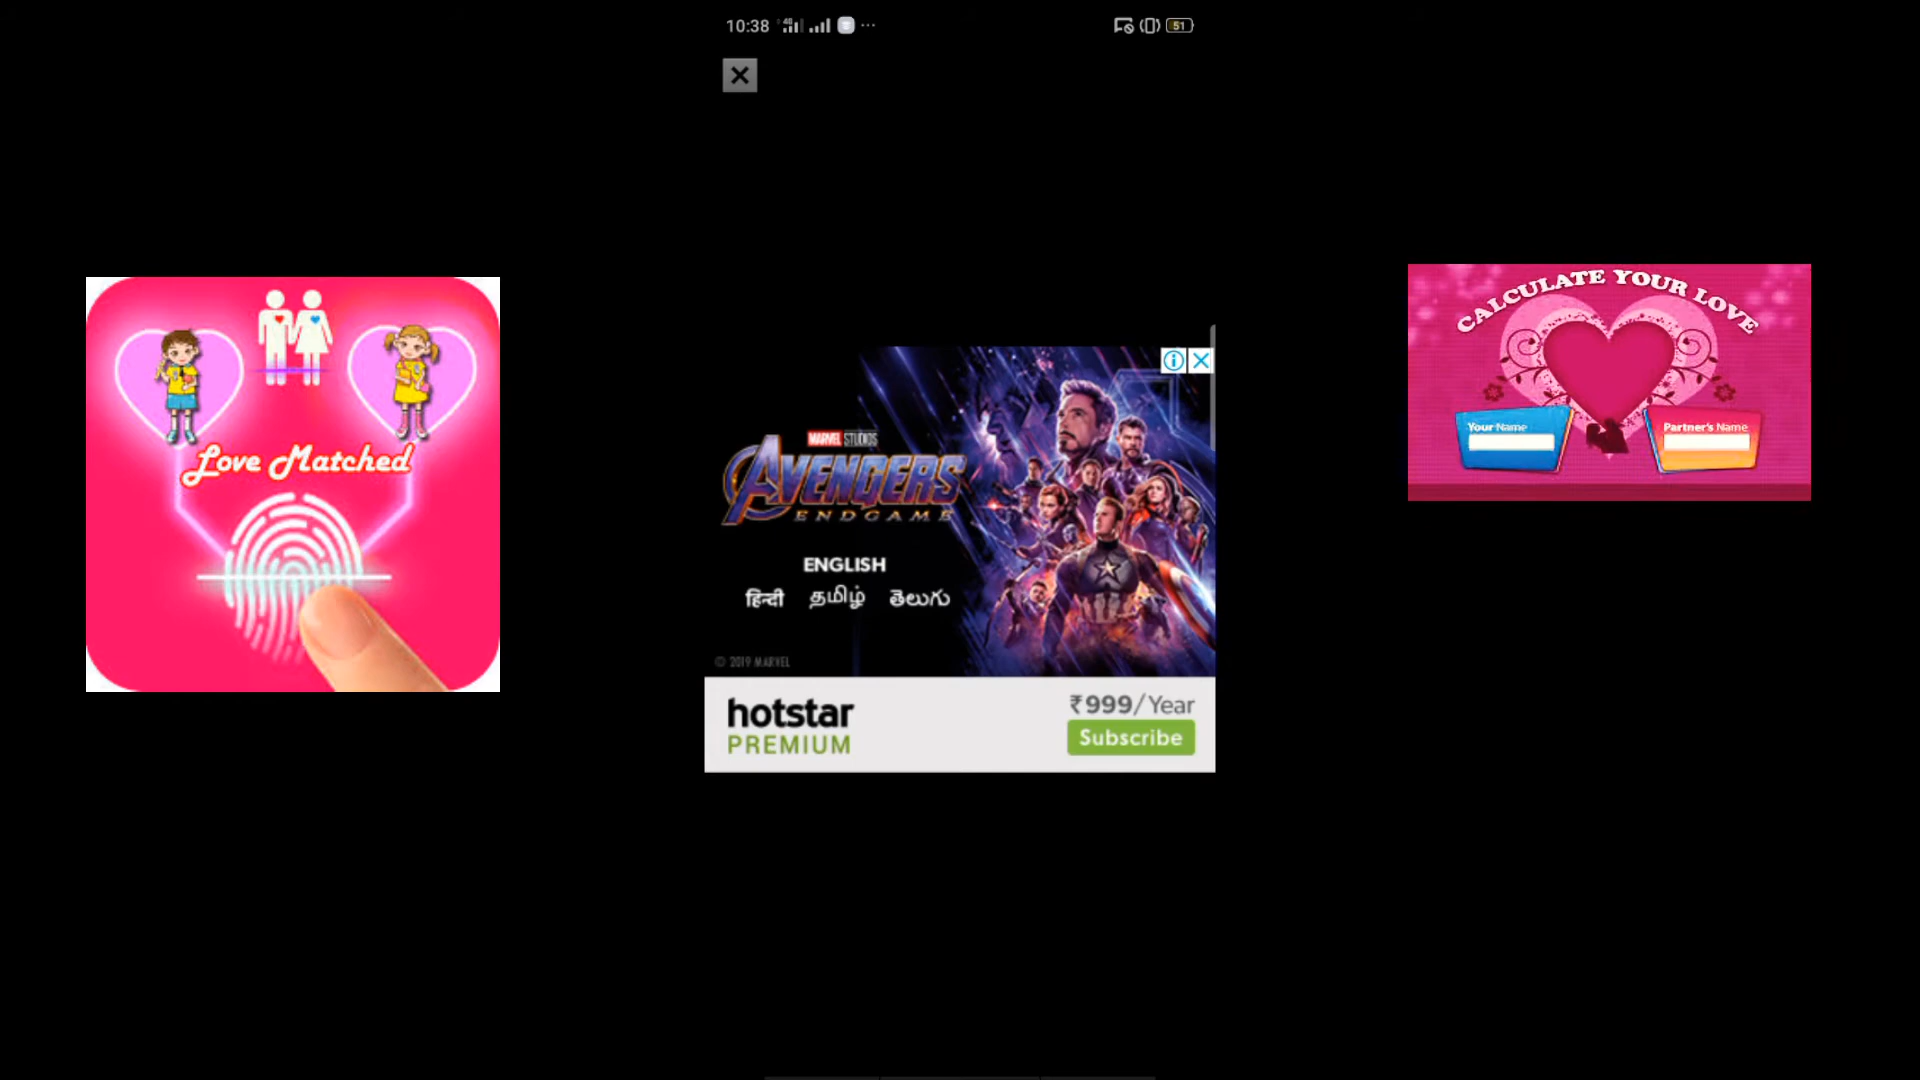 10:38
51
Love Matched
MARVEL STUDIOS
AVENGERS
ENDGAME
ENGLISH
हिन्दी தமிழ் తెలుగు
© 2019 MARVEL
hotstar
PREMIUM
₹999/Year
Subscribe
CALCULATE YOUR LOVE
Your Name
Partner's Name